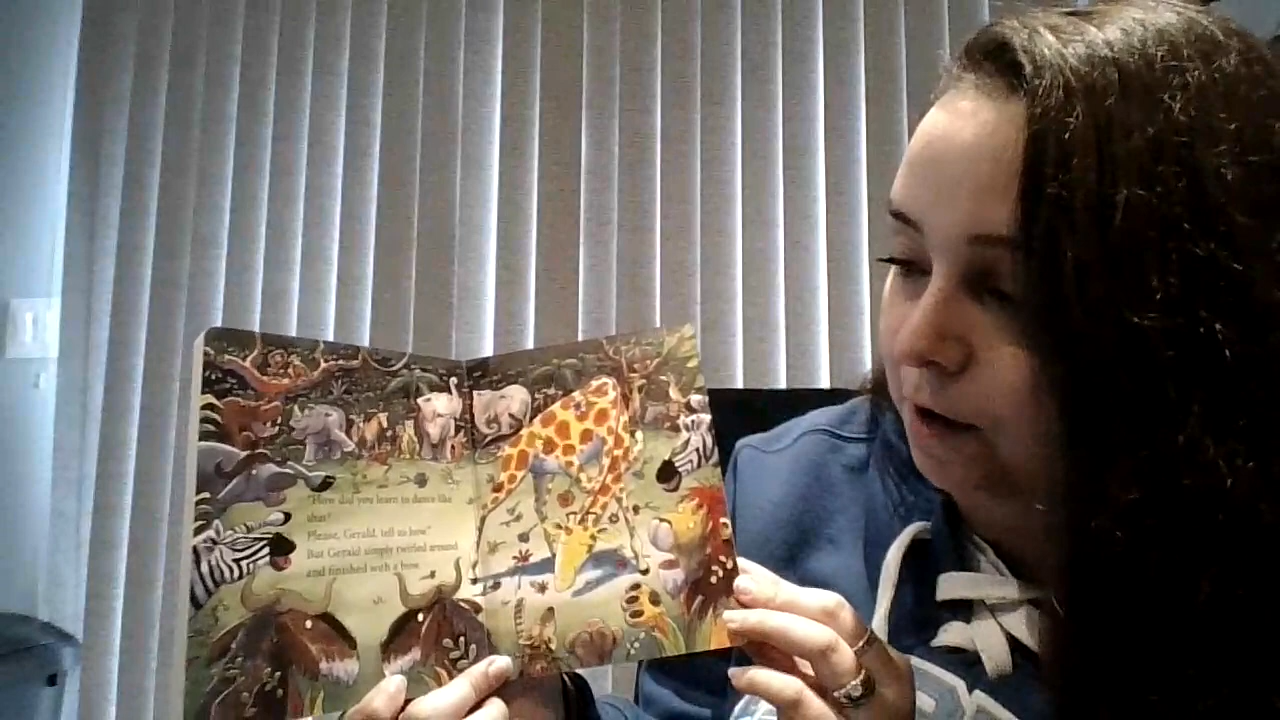 "How did you learn to dance like
that?
Please, Gerald, tell us how."
But Gerald simply twirled around
and finished with a bow.